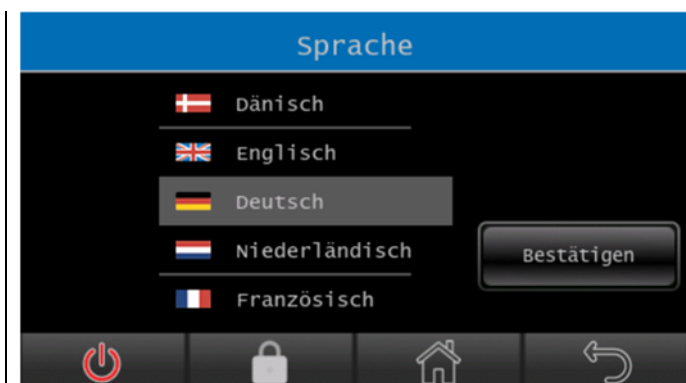 Sprache
Dänisch
Englisch
Deutsch
Niederländisch
Bestätigen
Französisch